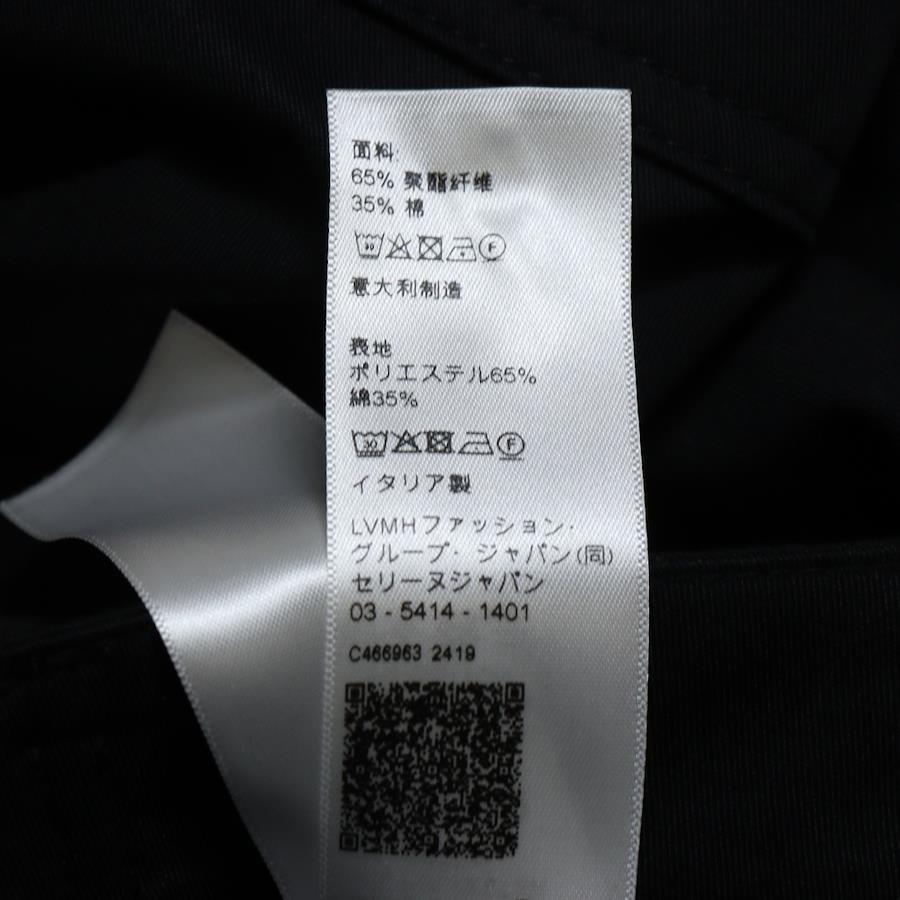 面料:
65% 聚酯纤维
35% 棉
30 F
意大利制造
表地
ポリエステル65%
綿35%
30 F
イタリア製
LVMHファッション・
グループ・ジャパン(同)
セリーヌジャパン
03 - 5414 - 1401
C466963 2419